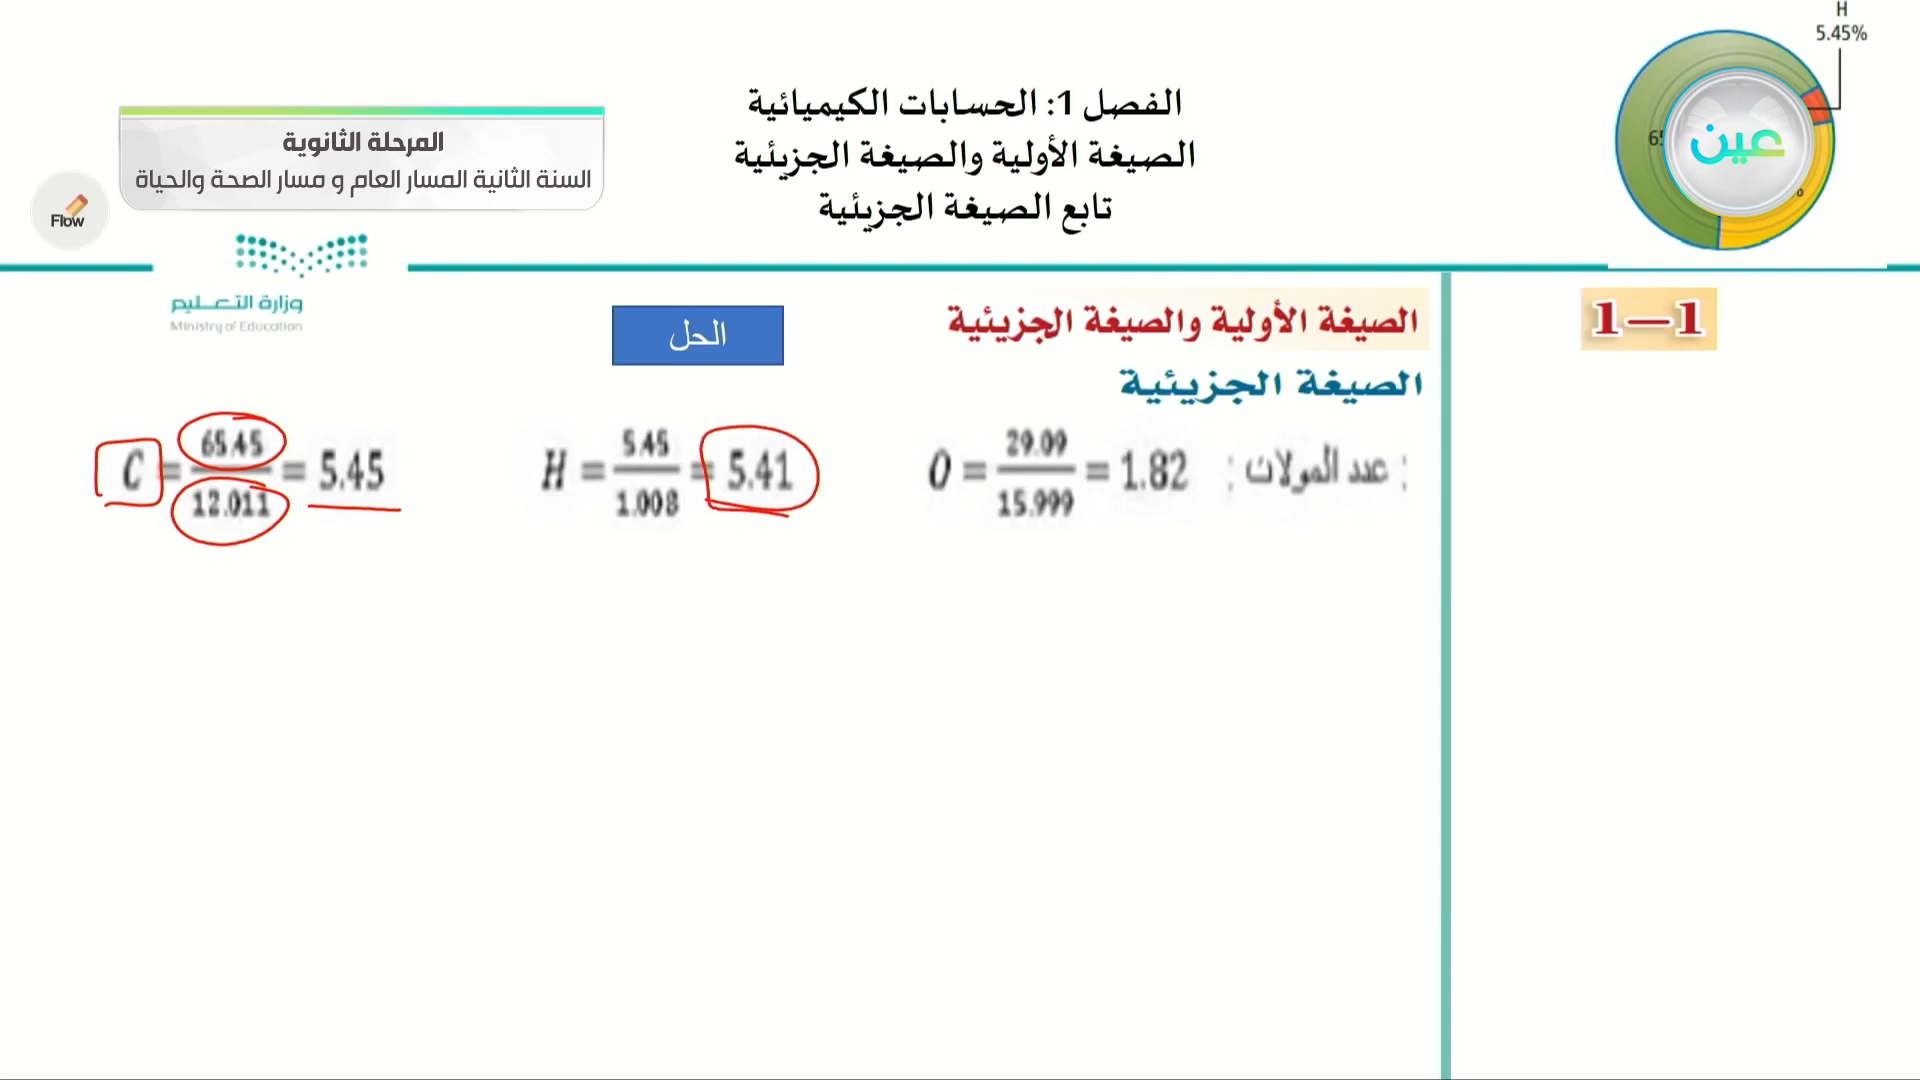 H
5.45%
الفصل 1: الحسابات الكيميائية
الصيغة الأولية والصيغة الجزيئية
تابع الصيغة الجزيئية
المرحلة الثانوية
السنة الثانية المسار العام و مسار الصحة والحياة
Flow
عين
وزارة التعليم
Ministry of Education
1-1
الصيغة الأولية والصيغة الجزيئية
الحل
الصيغة الجزيئية
عدد المولات :
C = 65.45 / 12.011 = 5.45
H = 5.45 / 1.008 = 5.41
O = 29.09 / 15.999 = 1.82